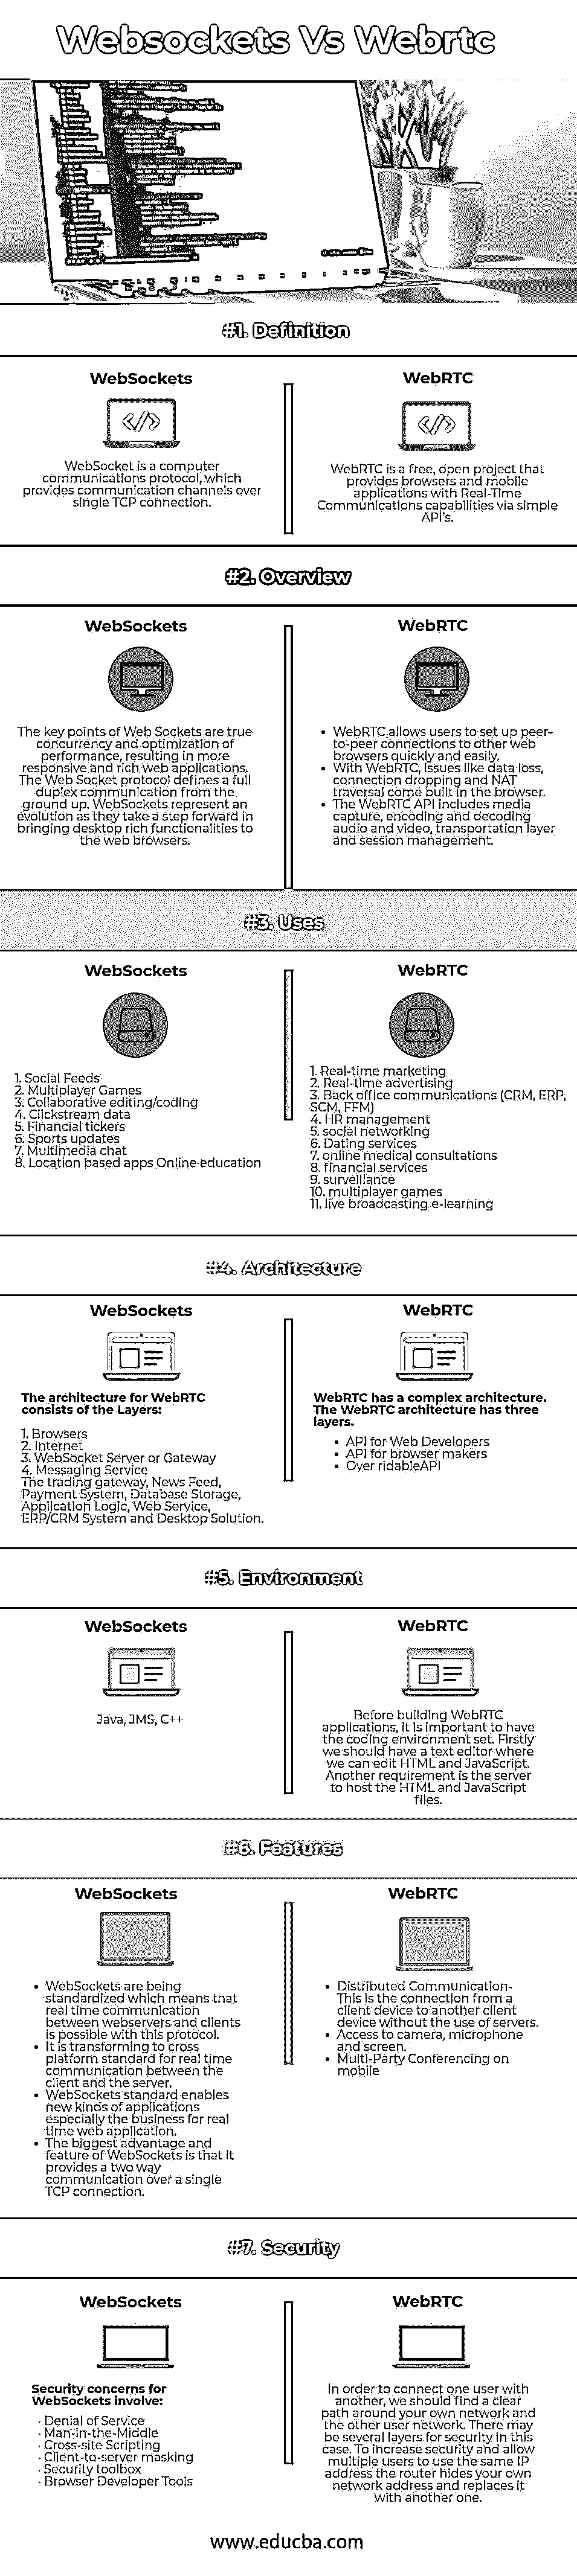 Websockets Vs Webrtc
#1. Definition
WebSockets
WebSocket is a computer
communications protocol, which
provides communication channels over
single TCP connection.
WebRTC
WebRTC is a free, open project that
provides browsers and mobile
applications with Real-Time
Communications capabilities via simple
API's.
#2. Overview
WebSockets
The key points of Web Sockets are true
concurrency and optimization of
performance, resulting in more
responsive and rich web applications.
The Web Socket protocol defines a full
duplex communication from the
ground up. WebSockets represent an
evolution as they take a step forward in
bringing desktop rich functionalities to
the web browsers.
WebRTC
• WebRTC allows users to set up peer-
to-peer connections to other web
browsers quickly and easily.
• With WebRTC, issues like data loss,
connection dropping and NAT
traversal come built in the browser.
• The WebRTC API includes media
capture, encoding and decoding
audio and video, transportation layer
and session management.
#3. Uses
WebSockets
1. Social Feeds
2. Multiplayer Games
3. Collaborative editing/coding
4. Clickstream data
5. Financial tickers
6. Sports updates
7. Multimedia chat
8. Location based apps Online education
WebRTC
1. Real-time marketing
2. Real-time advertising
3. Back office communications (CRM, ERP,
SCM, FFM)
4. HR management
5. social networking
6. Dating services
7. online medical consultations
8. financial services
9. surveillance
10. multiplayer games
11. live broadcasting e-learning
#4. Architecture
WebSockets
The architecture for WebRTC
consists of the Layers:
1. Browsers
2. Internet
3. WebSocket Server or Gateway
4. Messaging Service
The trading gateway, News Feed,
Payment System, Database Storage,
Application Logic, Web Service,
ERP/CRM System and Desktop Solution.
WebRTC
WebRTC has a complex architecture.
The WebRTC architecture has three
layers.
• API for Web Developers
• API for browser makers
• Over ridableAPI
#5. Environment
WebSockets
Java, JMS, C++
WebRTC
Before building WebRTC
applications, it is important to have
the coding environment set. Firstly
we should have a text editor where
we can edit HTML and JavaScript.
Another requirement is the server
to host the HTML and JavaScript
files.
#6. Features
WebSockets
• WebSockets are being
standardized which means that
real time communication
between webservers and clients
is possible with this protocol.
• It is transforming to cross
platform standard for real time
communication between the
client and the server.
• WebSockets standard enables
new kinds of applications
especially the business for real
time web application.
• The biggest advantage and
feature of WebSockets is that it
provides a two way
communication over a single
TCP connection.
WebRTC
• Distributed Communication-
This is the connection from a
client device to another client
device without the use of servers.
• Access to camera, microphone
and screen.
• Multi-Party Conferencing on
mobile
#7. Security
WebSockets
Security concerns for
WebSockets involve:
· Denial of Service
· Man-in-the-Middle
· Cross-site Scripting
· Client-to-server masking
· Security toolbox
· Browser Developer Tools
WebRTC
In order to connect one user with
another, we should find a clear
path around your own network and
the other user network. There may
be several layers for security in this
case. To increase security and allow
multiple users to use the same IP
address the router hides your own
network address and replaces it
with another one.
www.educba.com